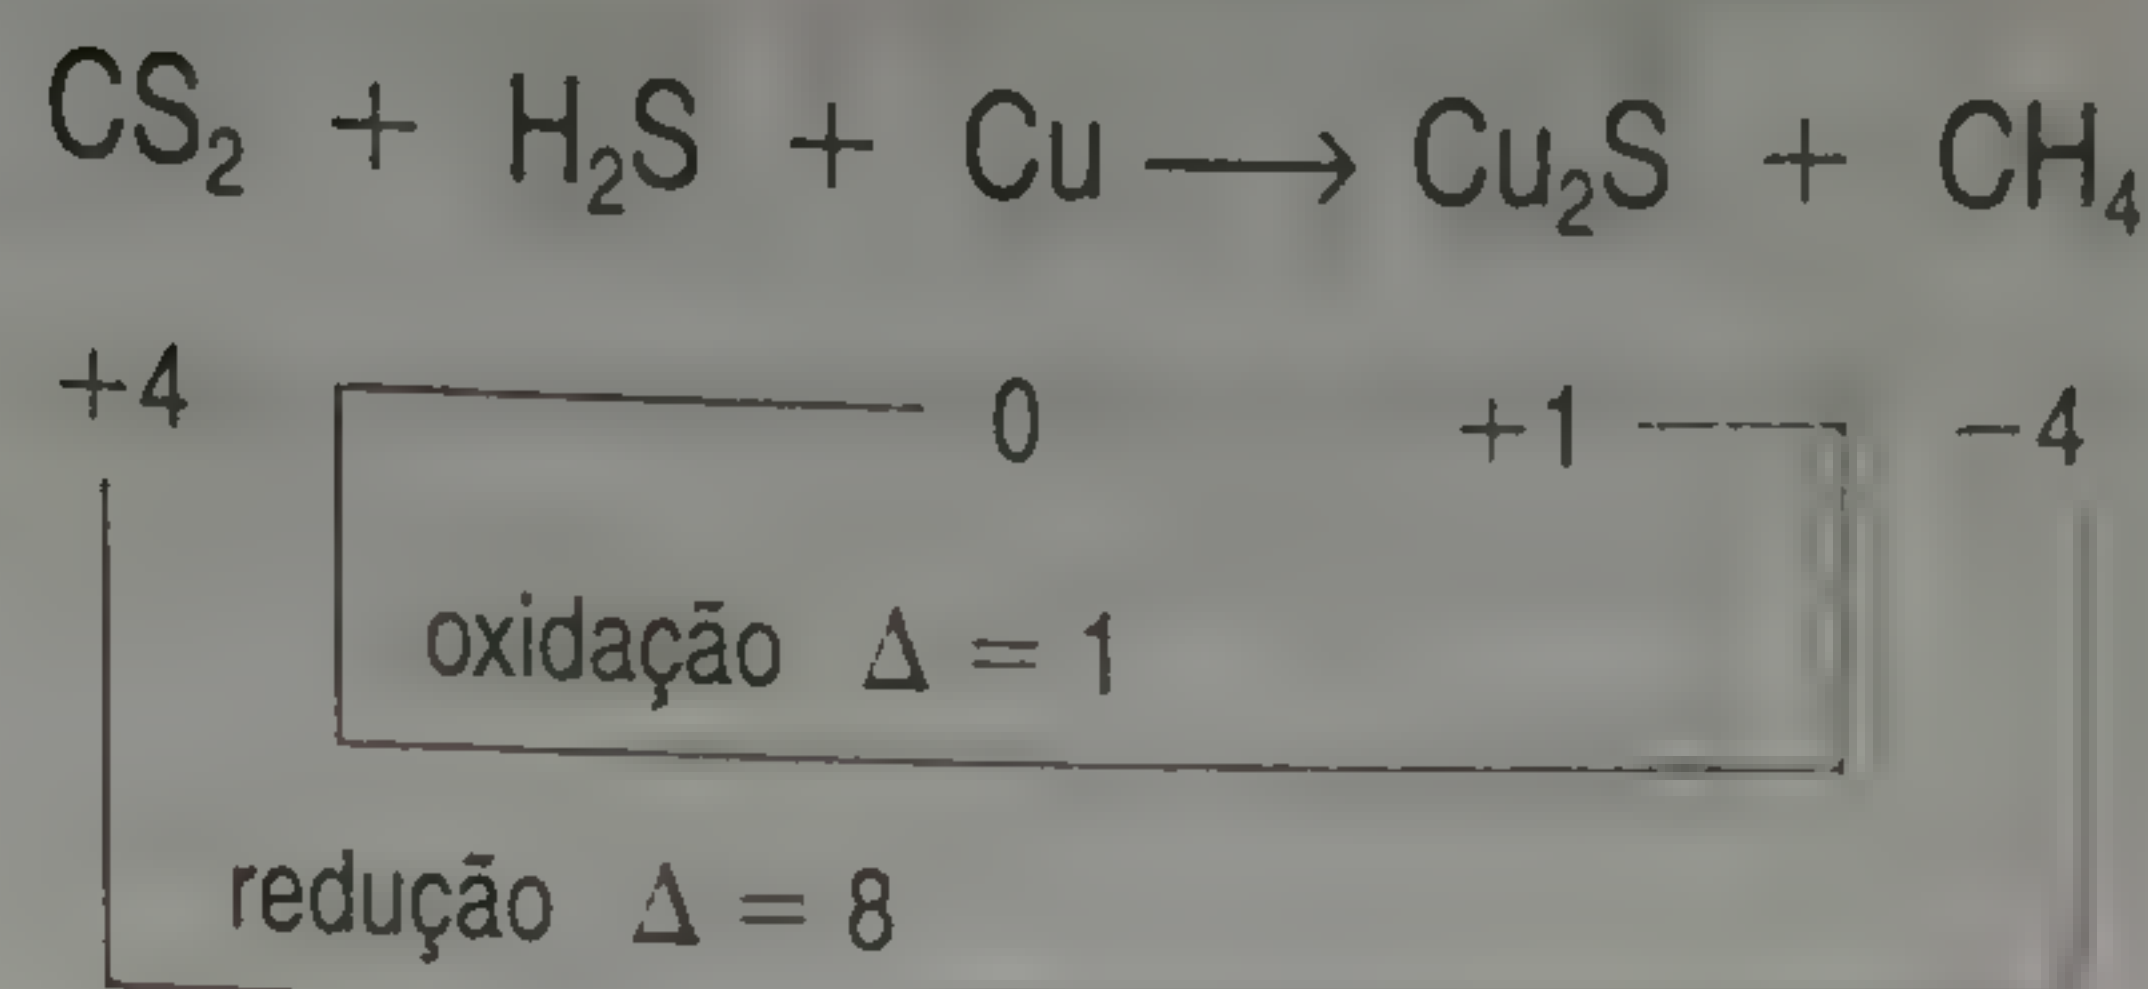 CS₂ + H₂S + Cu ⟶ Cu₂S + CH₄
+4 0 +1 −4
oxidação Δ = 1
redução Δ = 8